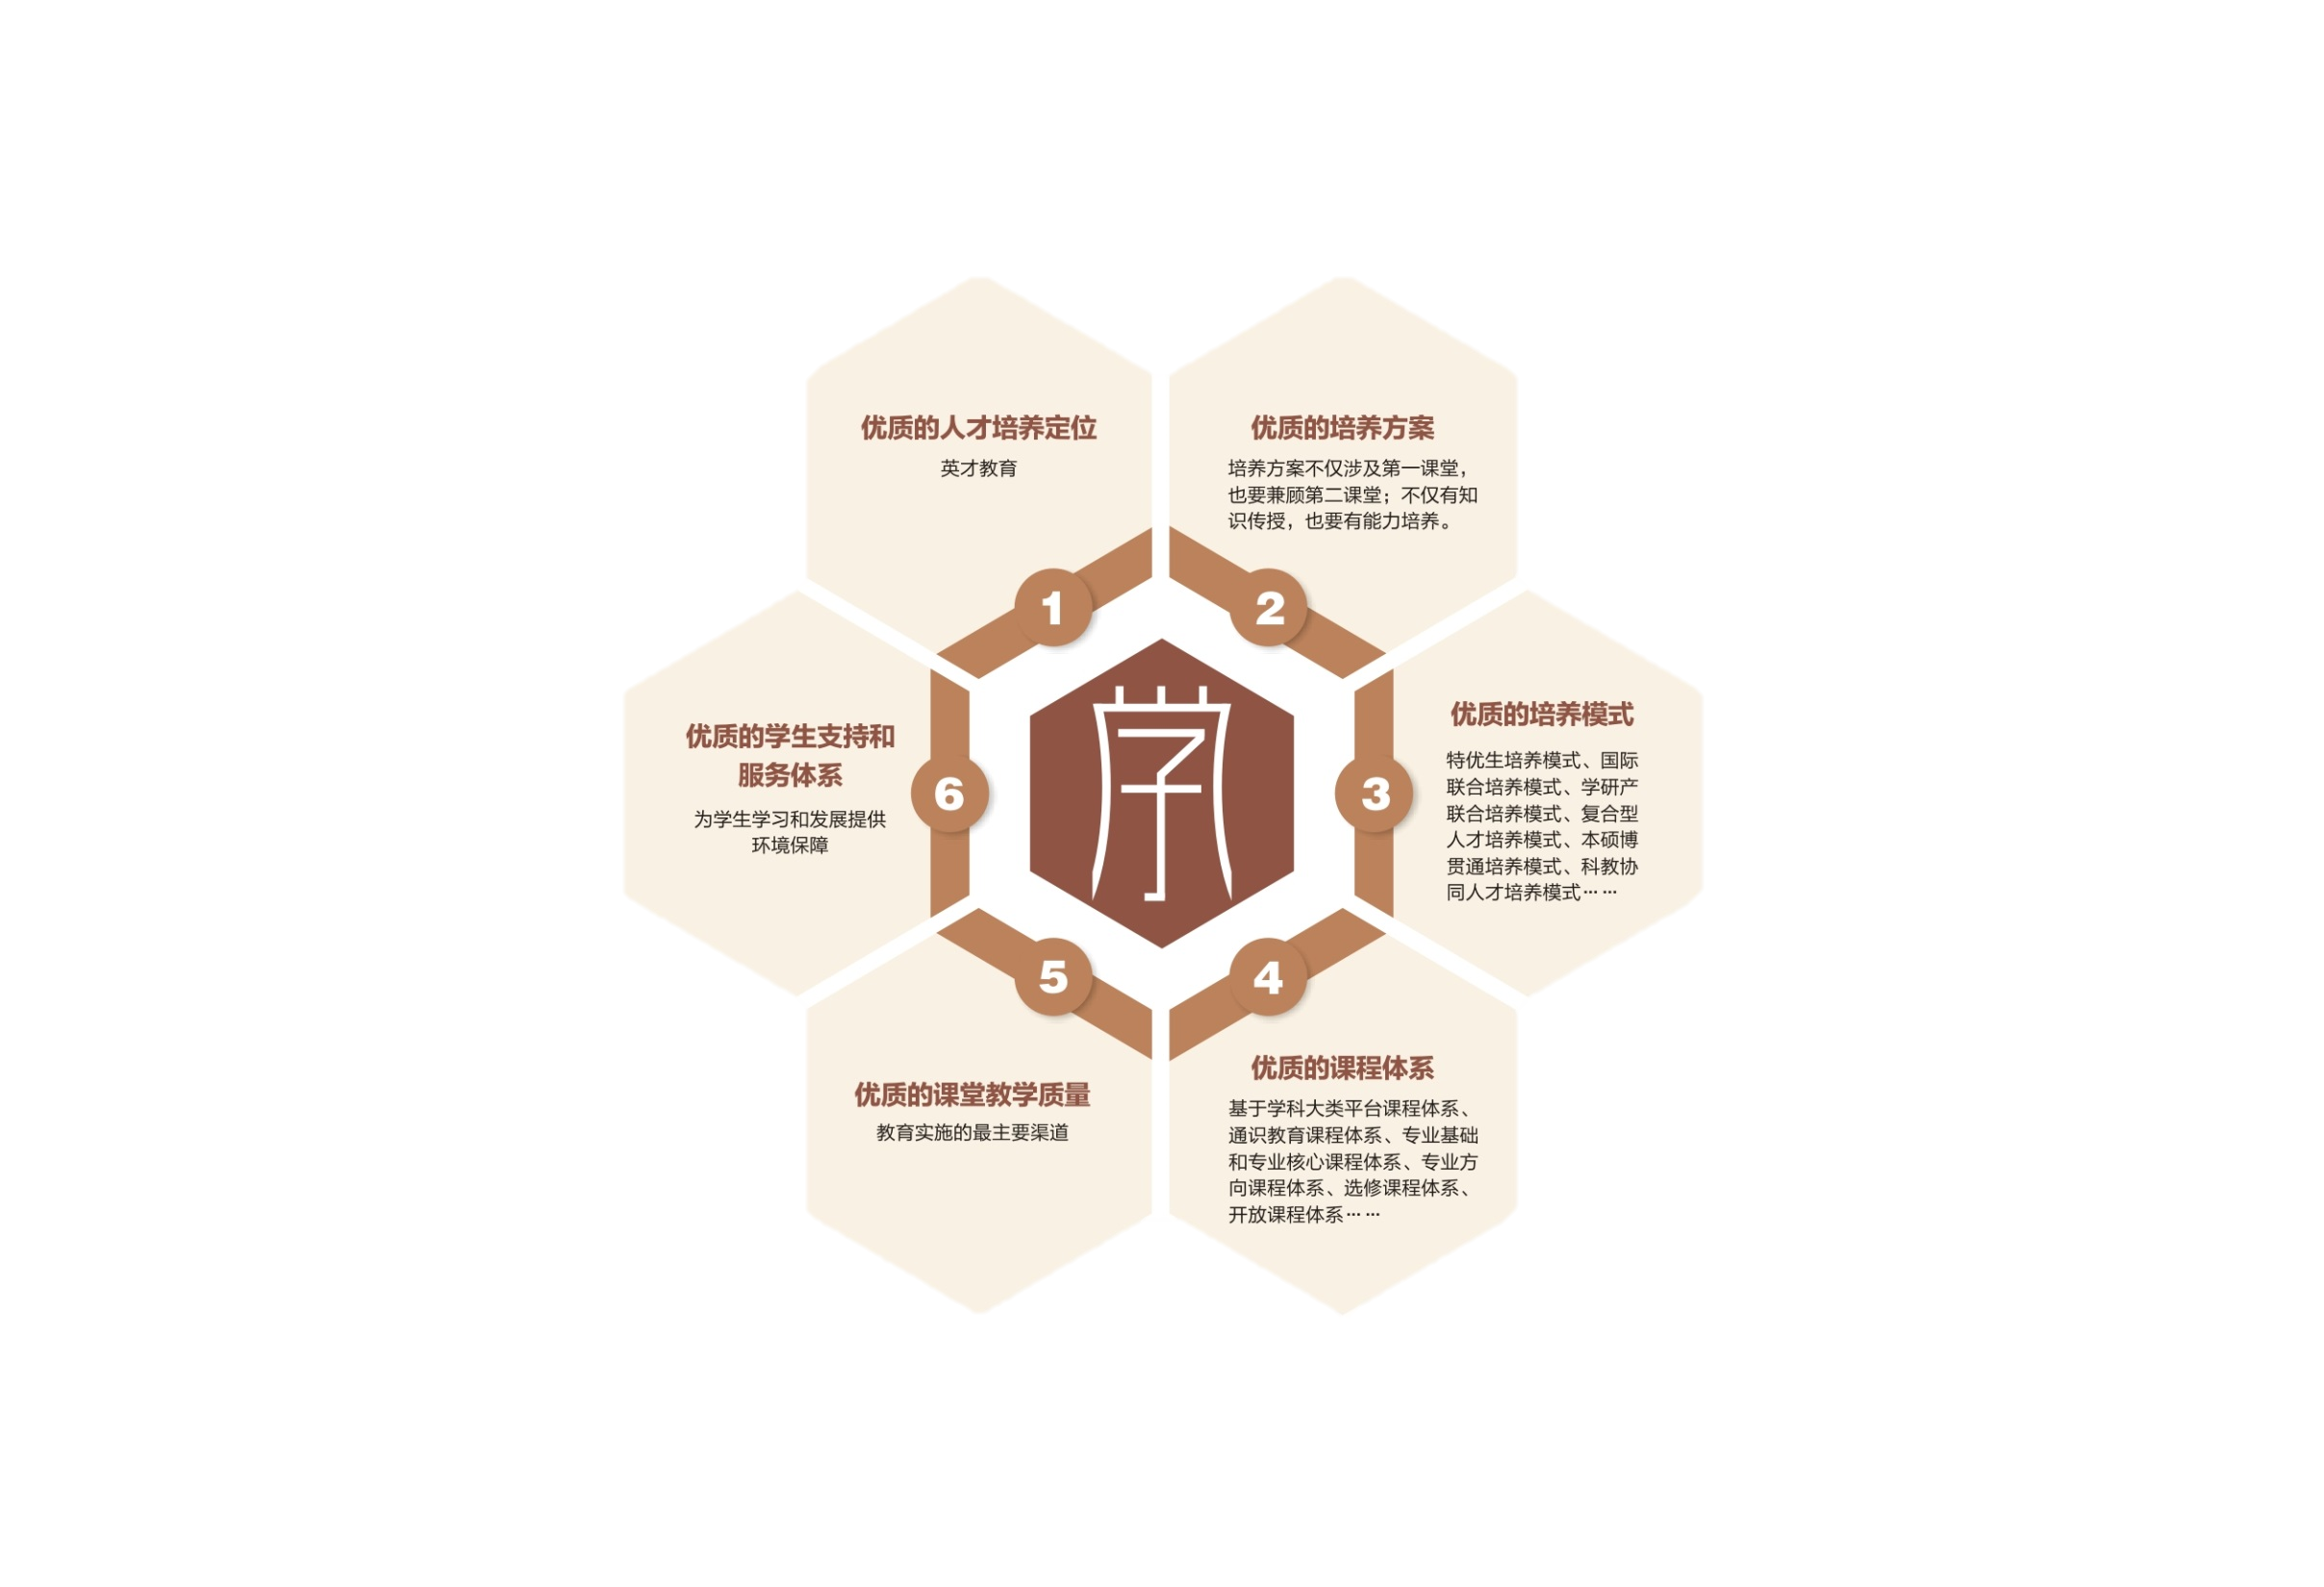 优质的人才培养定位
英才教育
1
优质的培养方案
培养方案不仅涉及第一课堂，
也要兼顾第二课堂；不仅有知
识传授，也要有能力培养。
2
优质的培养模式
特优生培养模式、国际
联合培养模式、学研产
联合培养模式、复合型
人才培养模式、本硕博
贯通培养模式、科教协
同人才培养模式……
3
优质的课程体系
基于学科大类平台课程体系、
通识教育课程体系、专业基础
和专业核心课程体系、专业方
向课程体系、选修课程体系、
开放课程体系……
4
优质的课堂教学质量
教育实施的最主要渠道
5
优质的学生支持和
服务体系
为学生学习和发展提供
环境保障
6
学